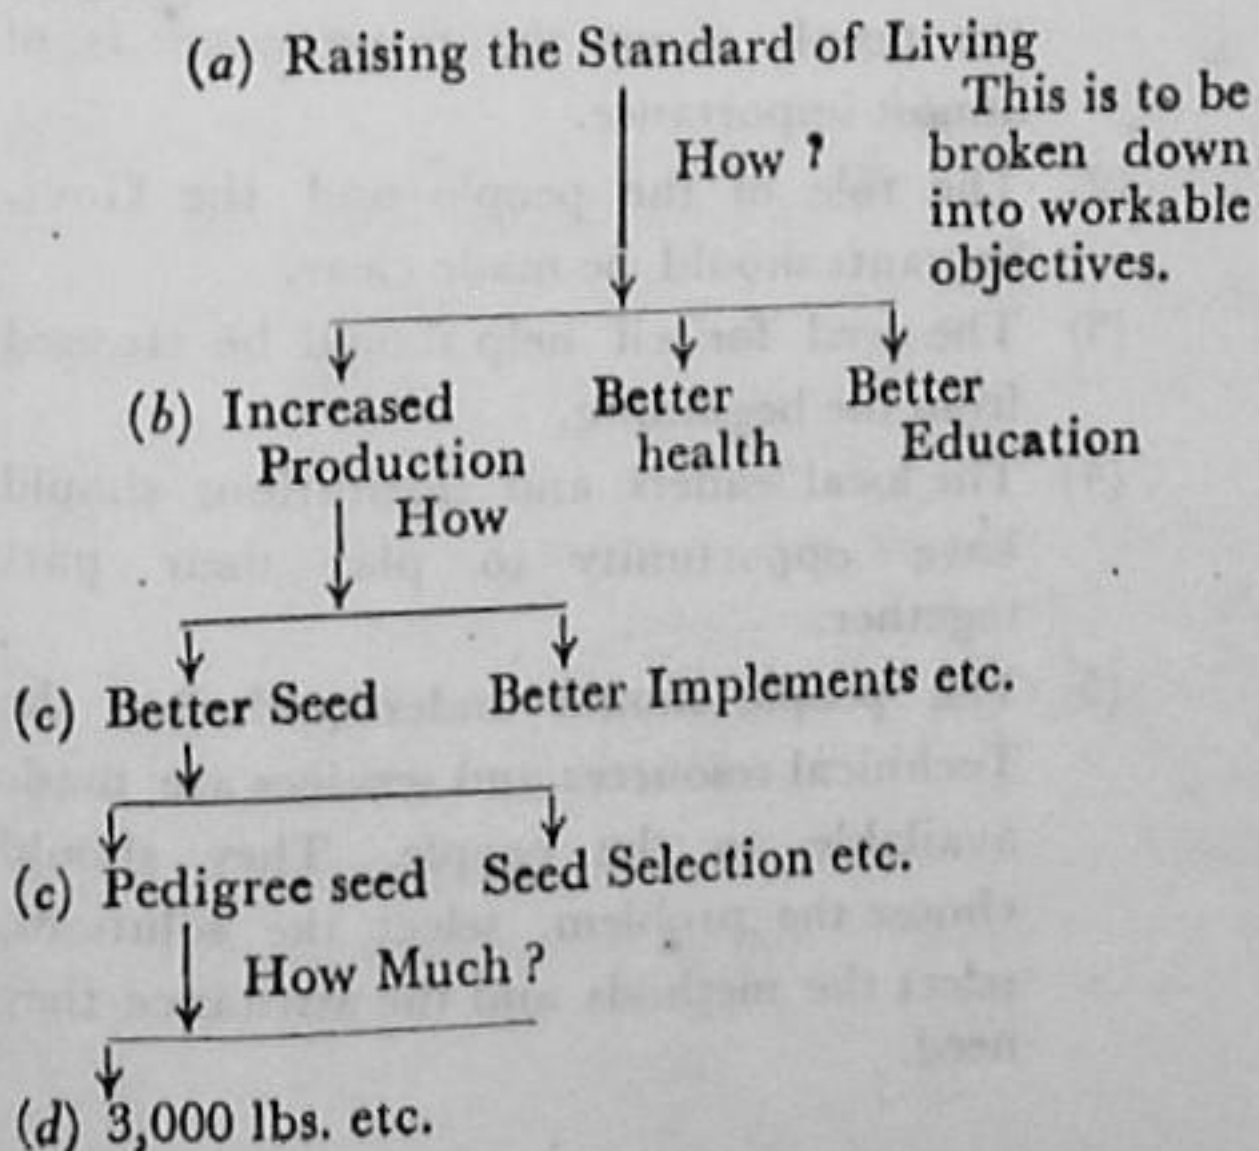 (a) Raising the Standard of Living
How ?
This is to be
broken down
into workable
objectives.
(b) Increased
Production
Better
health
Better
Education
How
(c) Better Seed Better Implements etc.
(c) Pedigree seed Seed Selection etc.
How Much ?
(d) 3,000 lbs. etc.